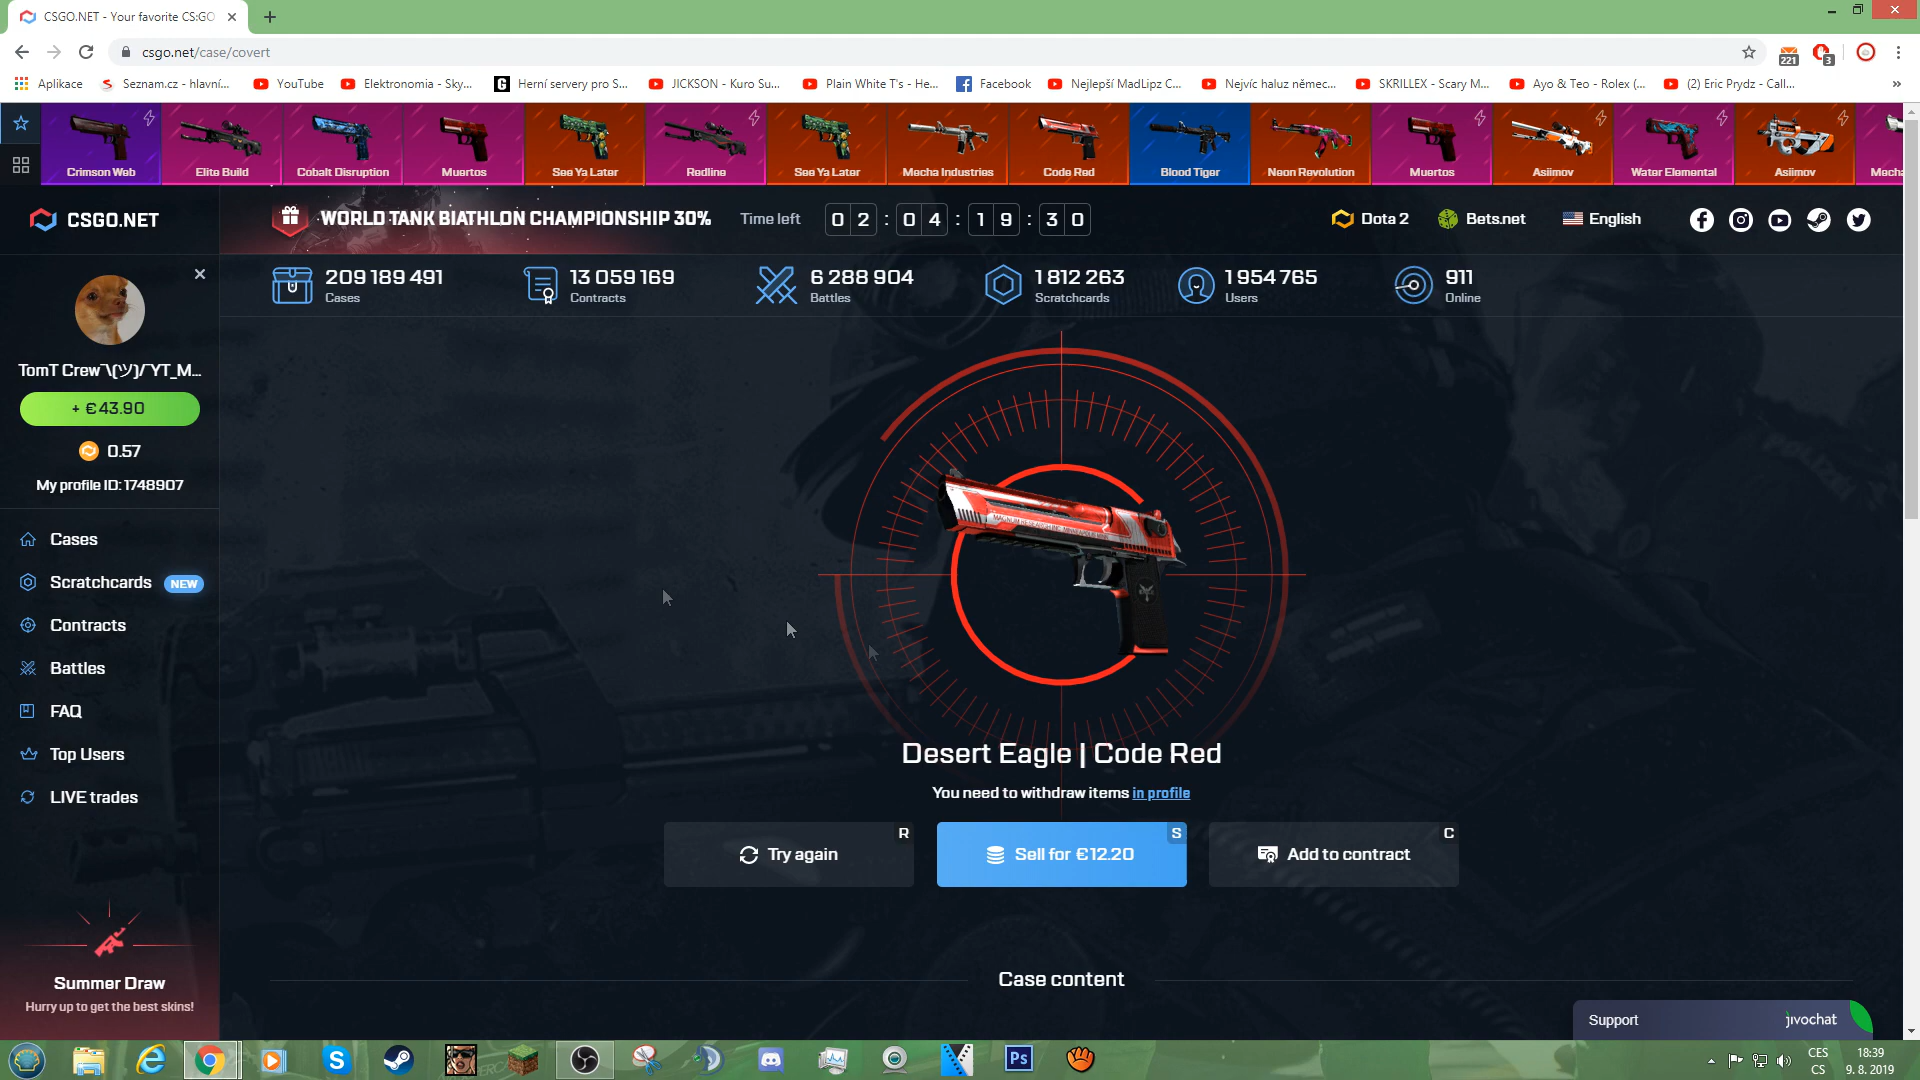 CSGO.NET - Your favorite CS:GO
csgo.net/case/covert
221
3
Aplikace
Seznam.cz - hlavní...
YouTube
Elektronomia - Sky...
Herní servery pro S...
JICKSON - Kuro Su...
Plain White T's - He...
Facebook
Nejlepší MadLipz C...
Nejvíc haluz němec...
SKRILLEX - Scary M...
Ayo & Teo - Rolex (...
(2) Eric Prydz - Call...
»
Crimson Web
Elite Build
Cobalt Disruption
Muertos
See Ya Later
Redline
See Ya Later
Mecha Industries
Code Red
Blood Tiger
Neon Revolution
Muertos
Asiimov
Water Elemental
Asiimov
Mecha
CSGO.NET
WORLD TANK BIATHLON CHAMPIONSHIP 30%
Time left
02:04:19:30
Dota 2
Bets.net
English
209 189 491
Cases
13 059 169
Contracts
6 288 904
Battles
1 812 263
Scratchcards
1 954 765
Users
911
Online
TomT Crew¯\(ツ)/¯YT_M...
+ €43.90
0.57
My profile ID: 1748907
Cases
Scratchcards NEW
Contracts
Battles
FAQ
Top Users
LIVE trades
Summer Draw
Hurry up to get the best skins!
Desert Eagle | Code Red
You need to withdraw items in profile
Try again R
Sell for €12.20 S
Add to contract C
Case content
Support
jivochat
Ps
CES
CS
18:39
9. 8. 2019